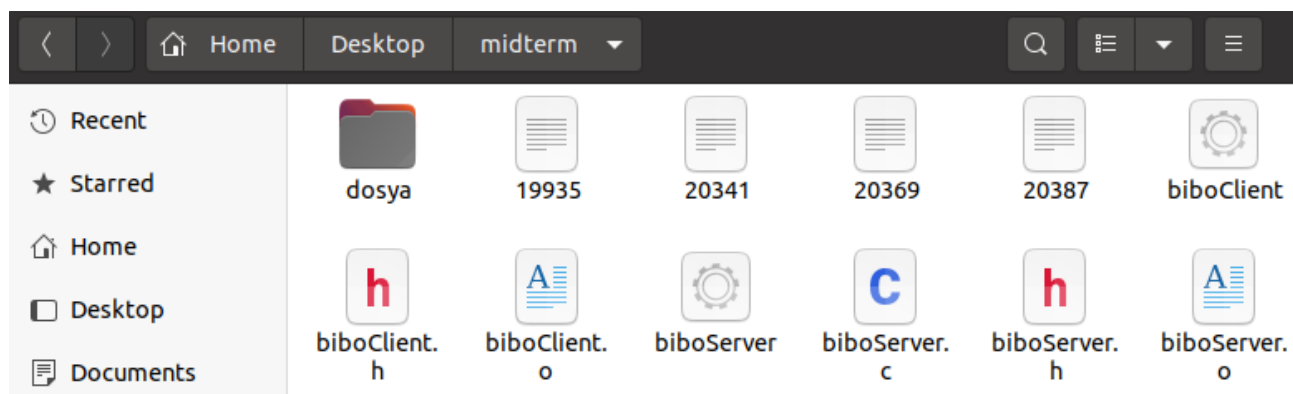 Home Desktop midterm
Recent
Starred
Home
Desktop
Documents
dosya 19935 20341 20369 20387 biboClient
biboClient. biboClient. biboServer biboServer. biboServer. biboServer.
h o c h o